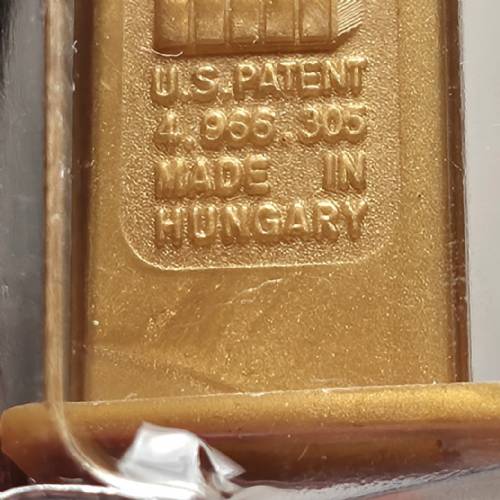 U.S. PATENT
4,966,305
MADE IN
HUNGARY